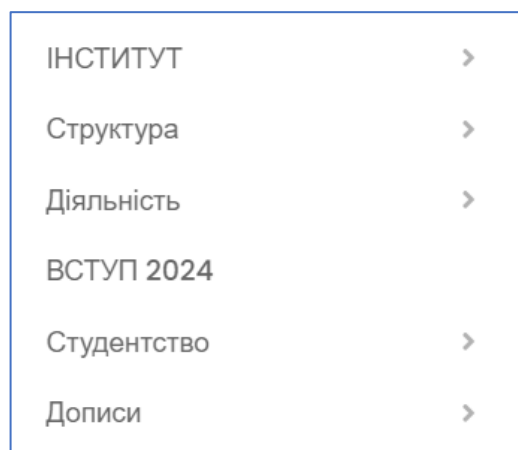 ІНСТИТУТ
Структура
Діяльність
ВСТУП 2024
Студентство
Дописи